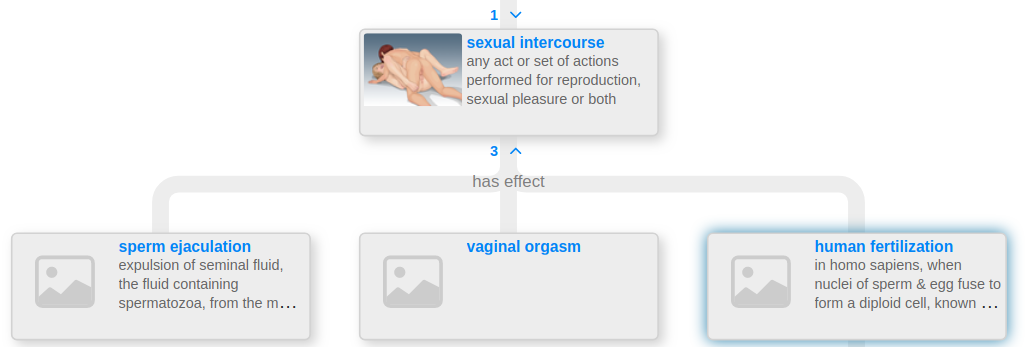 1
sexual intercourse
any act or set of actions
performed for reproduction,
sexual pleasure or both
3
has effect
sperm ejaculation
expulsion of seminal fluid,
the fluid containing
spermatozoa, from the m...
vaginal orgasm
human fertilization
in homo sapiens, when
nuclei of sperm & egg fuse to
form a diploid cell, known ...